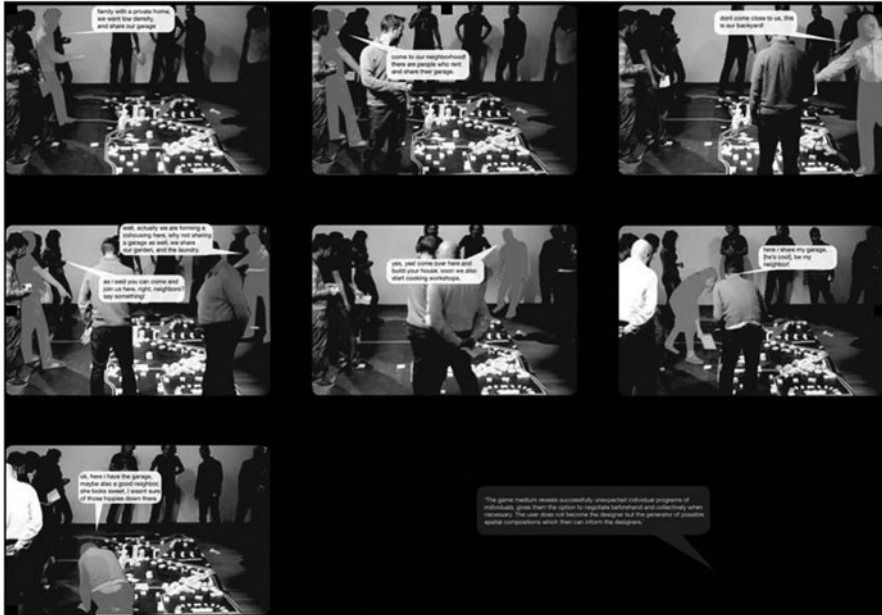 family with a private home,
we want low density,
and share our garage
come to our neighborhood!
there are people who rent
and share their garage.
dont come close to us, this
is our backyard!
well, actually we are forming a
cohousing here, why not sharing
a garage as well, we share
our garden, and the laundry.
as i said you can come and
join us here, right, neighbors?
say something!
yes, yes! come over here and
build your house, soon we also
start cooking workshops.
here i share my garage,
[he's cool], be my
neighbor!
ok, here i have the garage,
maybe also a good neighbor,
she looks sweet, i wasnt sure
of those hippies down there.
'The game medium reveals successfully unexpected individual programs of
individuals, gives them the option to negotiate beforehand and collectively when
necessary. The user does not become the designer but the generator of possible
spatial compositions which then can inform the designers.'